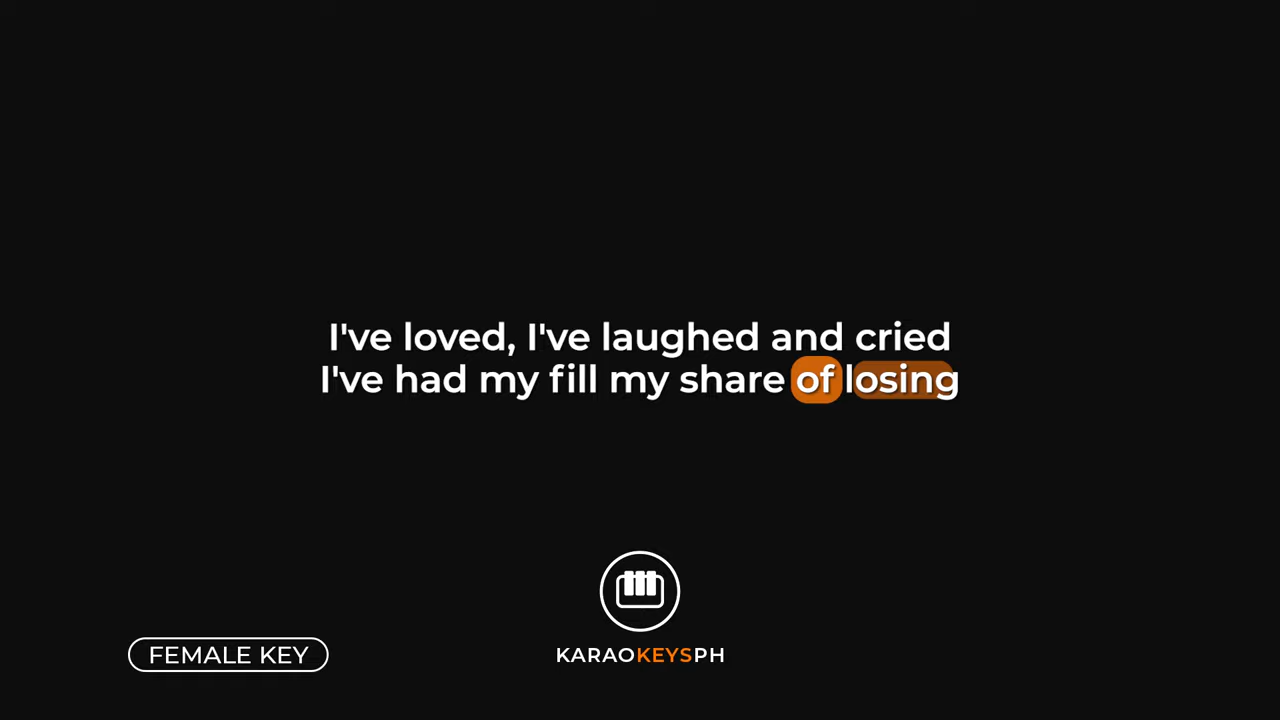 I've loved, I've laughed and cried
I've had my fill my share of losing
FEMALE KEY
KARAOKEYSPH